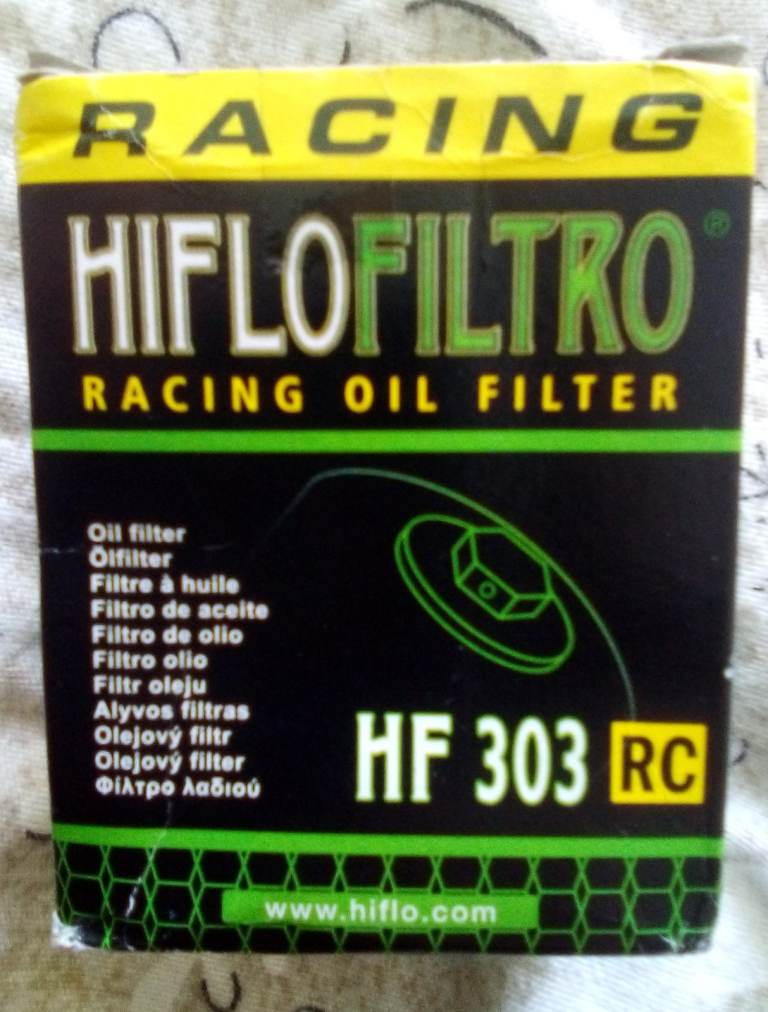 RACING
HIFLOFILTRO®
RACING OIL FILTER
Oil filter
Ölfilter
Filtre à huile
Filtro de aceite
Filtro de olio
Filtro olio
Filtr oleju
Alyvos filtras
Olejový filtr
Olejový filter
Φίλτρο λαδιού
HF 303 RC
www.hiflo.com